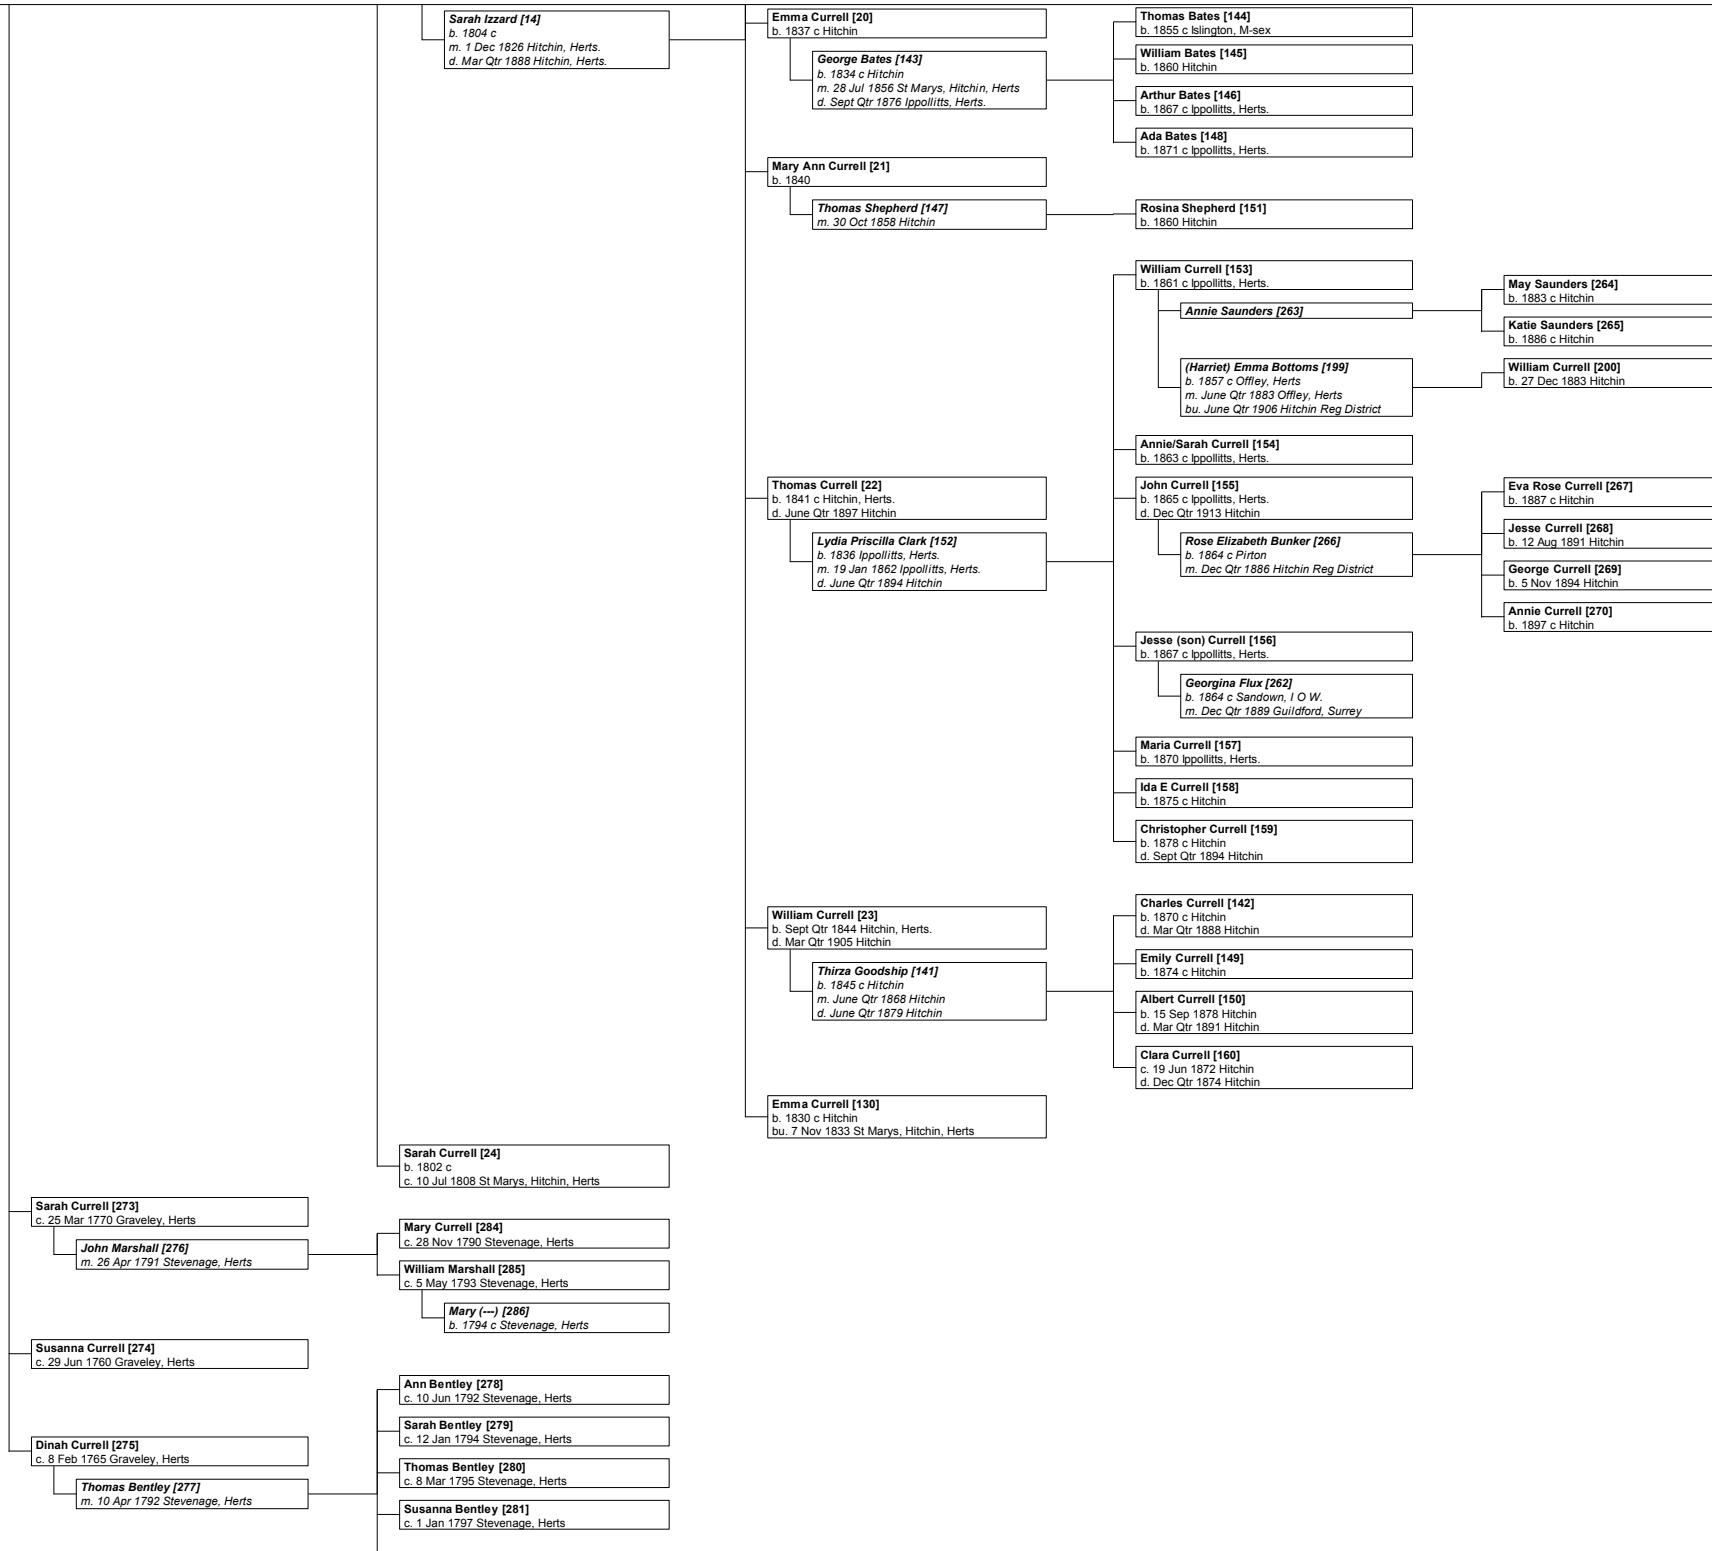 Sarah Izzard [14]
b. 1804 c
m. 1 Dec 1826 Hitchin, Herts.
d. Mar Qtr 1888 Hitchin, Herts.
Emma Currell [20]
b. 1837 c Hitchin
George Bates [143]
b. 1834 c Hitchin
m. 28 Jul 1856 St Marys, Hitchin, Herts
d. Sept Qtr 1876 Ippollitts, Herts.
Thomas Bates [144]
b. 1855 c Islington, M-sex
William Bates [145]
b. 1860 Hitchin
Arthur Bates [146]
b. 1867 c Ippollitts, Herts.
Ada Bates [148]
b. 1871 c Ippollitts, Herts.
Mary Ann Currell [21]
b. 1840
Thomas Shepherd [147]
m. 30 Oct 1858 Hitchin
Rosina Shepherd [151]
b. 1860 Hitchin
Thomas Currell [22]
b. 1841 c Hitchin, Herts.
d. June Qtr 1897 Hitchin
Lydia Priscilla Clark [152]
b. 1836 Ippollitts, Herts.
m. 19 Jan 1862 Ippollitts, Herts.
d. June Qtr 1894 Hitchin
William Currell [153]
b. 1861 c Ippollitts, Herts.
Annie Saunders [263]
May Saunders [264]
b. 1883 c Hitchin
Katie Saunders [265]
b. 1886 c Hitchin
(Harriet) Emma Bottoms [199]
b. 1857 c Offley, Herts
m. June Qtr 1883 Offley, Herts
bu. June Qtr 1906 Hitchin Reg District
William Currell [200]
b. 27 Dec 1883 Hitchin
Annie/Sarah Currell [154]
b. 1863 c Ippollitts, Herts.
John Currell [155]
b. 1865 c Ippollitts, Herts.
d. Dec Qtr 1913 Hitchin
Rose Elizabeth Bunker [266]
b. 1864 c Pirton
m. Dec Qtr 1886 Hitchin Reg District
Eva Rose Currell [267]
b. 1887 c Hitchin
Jesse Currell [268]
b. 12 Aug 1891 Hitchin
George Currell [269]
b. 5 Nov 1894 Hitchin
Annie Currell [270]
b. 1897 c Hitchin
Jesse (son) Currell [156]
b. 1867 c Ippollitts, Herts.
Georgina Flux [262]
b. 1864 c Sandown, I O W.
m. Dec Qtr 1889 Guildford, Surrey
Maria Currell [157]
b. 1870 Ippollitts, Herts.
Ida E Currell [158]
b. 1875 c Hitchin
Christopher Currell [159]
b. 1878 c Hitchin
d. Sept Qtr 1894 Hitchin
William Currell [23]
b. Sept Qtr 1844 Hitchin, Herts.
d. Mar Qtr 1905 Hitchin
Thirza Goodship [141]
b. 1845 c Hitchin
m. June Qtr 1868 Hitchin
d. June Qtr 1879 Hitchin
Charles Currell [142]
b. 1870 c Hitchin
d. Mar Qtr 1888 Hitchin
Emily Currell [149]
b. 1874 c Hitchin
Albert Currell [150]
b. 15 Sep 1878 Hitchin
d. Mar Qtr 1891 Hitchin
Clara Currell [160]
c. 19 Jun 1872 Hitchin
d. Dec Qtr 1874 Hitchin
Emma Currell [130]
b. 1830 c Hitchin
bu. 7 Nov 1833 St Marys, Hitchin, Herts
Sarah Currell [24]
b. 1802 c
c. 10 Jul 1808 St Marys, Hitchin, Herts
Sarah Currell [273]
c. 25 Mar 1770 Graveley, Herts
John Marshall [276]
m. 26 Apr 1791 Stevenage, Herts
Mary Currell [284]
c. 28 Nov 1790 Stevenage, Herts
William Marshall [285]
c. 5 May 1793 Stevenage, Herts
Mary (---) [286]
b. 1794 c Stevenage, Herts
Susanna Currell [274]
c. 29 Jun 1760 Graveley, Herts
Dinah Currell [275]
c. 8 Feb 1765 Graveley, Herts
Thomas Bentley [277]
m. 10 Apr 1792 Stevenage, Herts
Ann Bentley [278]
c. 10 Jun 1792 Stevenage, Herts
Sarah Bentley [279]
c. 12 Jan 1794 Stevenage, Herts
Thomas Bentley [280]
c. 8 Mar 1795 Stevenage, Herts
Susanna Bentley [281]
c. 1 Jan 1797 Stevenage, Herts